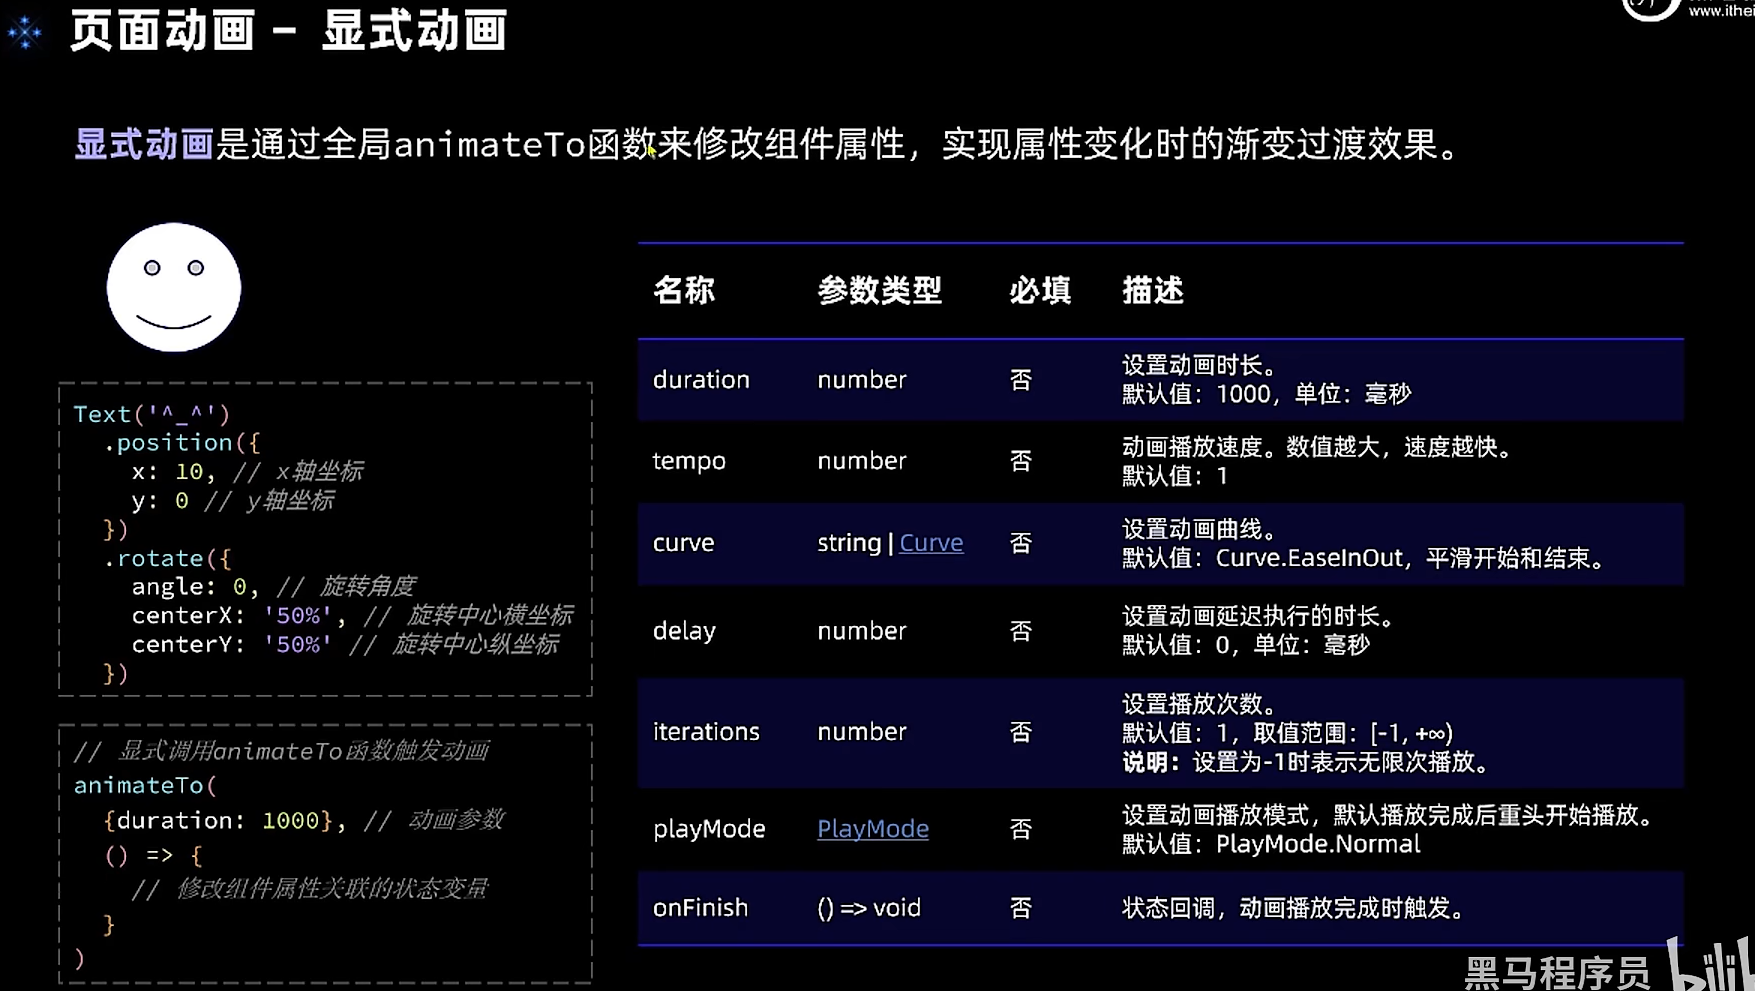 页面动画 – 显式动画
www.ithei
显式动画是通过全局animateTo函数来修改组件属性，实现属性变化时的渐变过渡效果。
Text('^_^')
.position({
x: 10, // x轴坐标
y: 0 // y轴坐标
})
.rotate({
angle: 0, // 旋转角度
centerX: '50%', // 旋转中心横坐标
centerY: '50%' // 旋转中心纵坐标
})
// 显式调用animateTo函数触发动画
animateTo(
{duration: 1000}, // 动画参数
() => {
// 修改组件属性关联的状态变量
}
)
名称 参数类型 必填 描述
duration number 否 设置动画时长。
默认值：1000，单位：毫秒
tempo number 否 动画播放速度。数值越大，速度越快。
默认值：1
curve string | Curve 否 设置动画曲线。
默认值：Curve.EaseInOut，平滑开始和结束。
delay number 否 设置动画延迟执行的时长。
默认值：0，单位：毫秒
iterations number 否 设置播放次数。
默认值：1，取值范围：[-1, +∞)
说明：设置为-1时表示无限次播放。
playMode PlayMode 否 设置动画播放模式，默认播放完成后重头开始播放。
默认值：PlayMode.Normal
onFinish () => void 否 状态回调，动画播放完成时触发。
黑马程序员 bilib